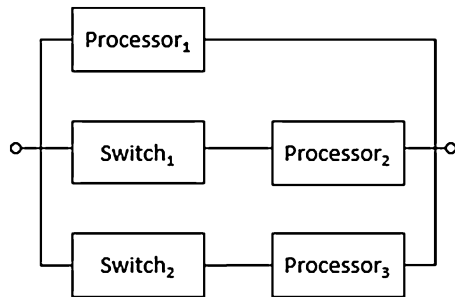 Processor₁
Switch₁ Processor₂
Switch₂ Processor₃